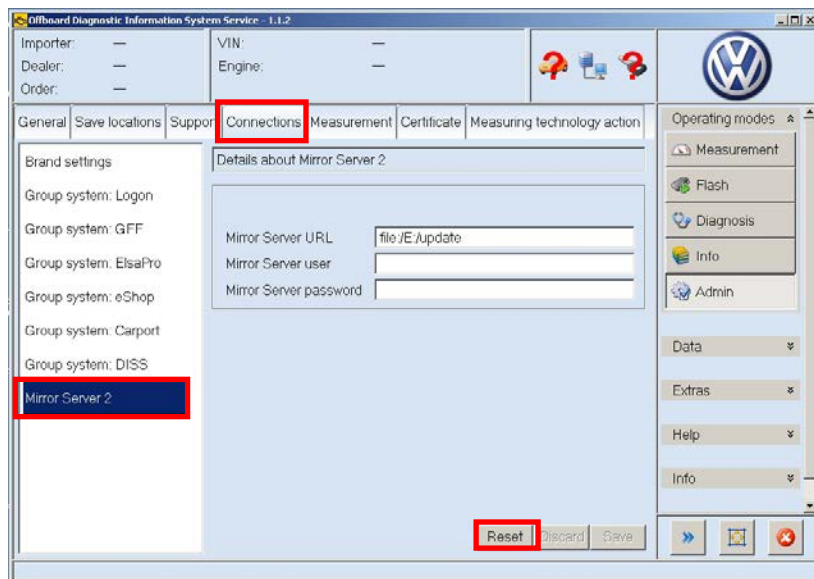 Offboard Diagnostic Information System Service - 1.1.2
Importer: —
Dealer: —
Order: —
VIN: —
Engine: —
General
Save locations
Suppor
Connections
Measurement
Certificate
Measuring technology action
Brand settings
Group system: Logon
Group system: GFF
Group system: ElsaPro
Group system: eShop
Group system: Carport
Group system: DISS
Mirror Server 2
Details about Mirror Server 2
Mirror Server URL file:/E:/update
Mirror Server user
Mirror Server password
Reset
Discard
Save
Operating modes
Measurement
Flash
Diagnosis
Info
Admin
Data
Extras
Help
Info